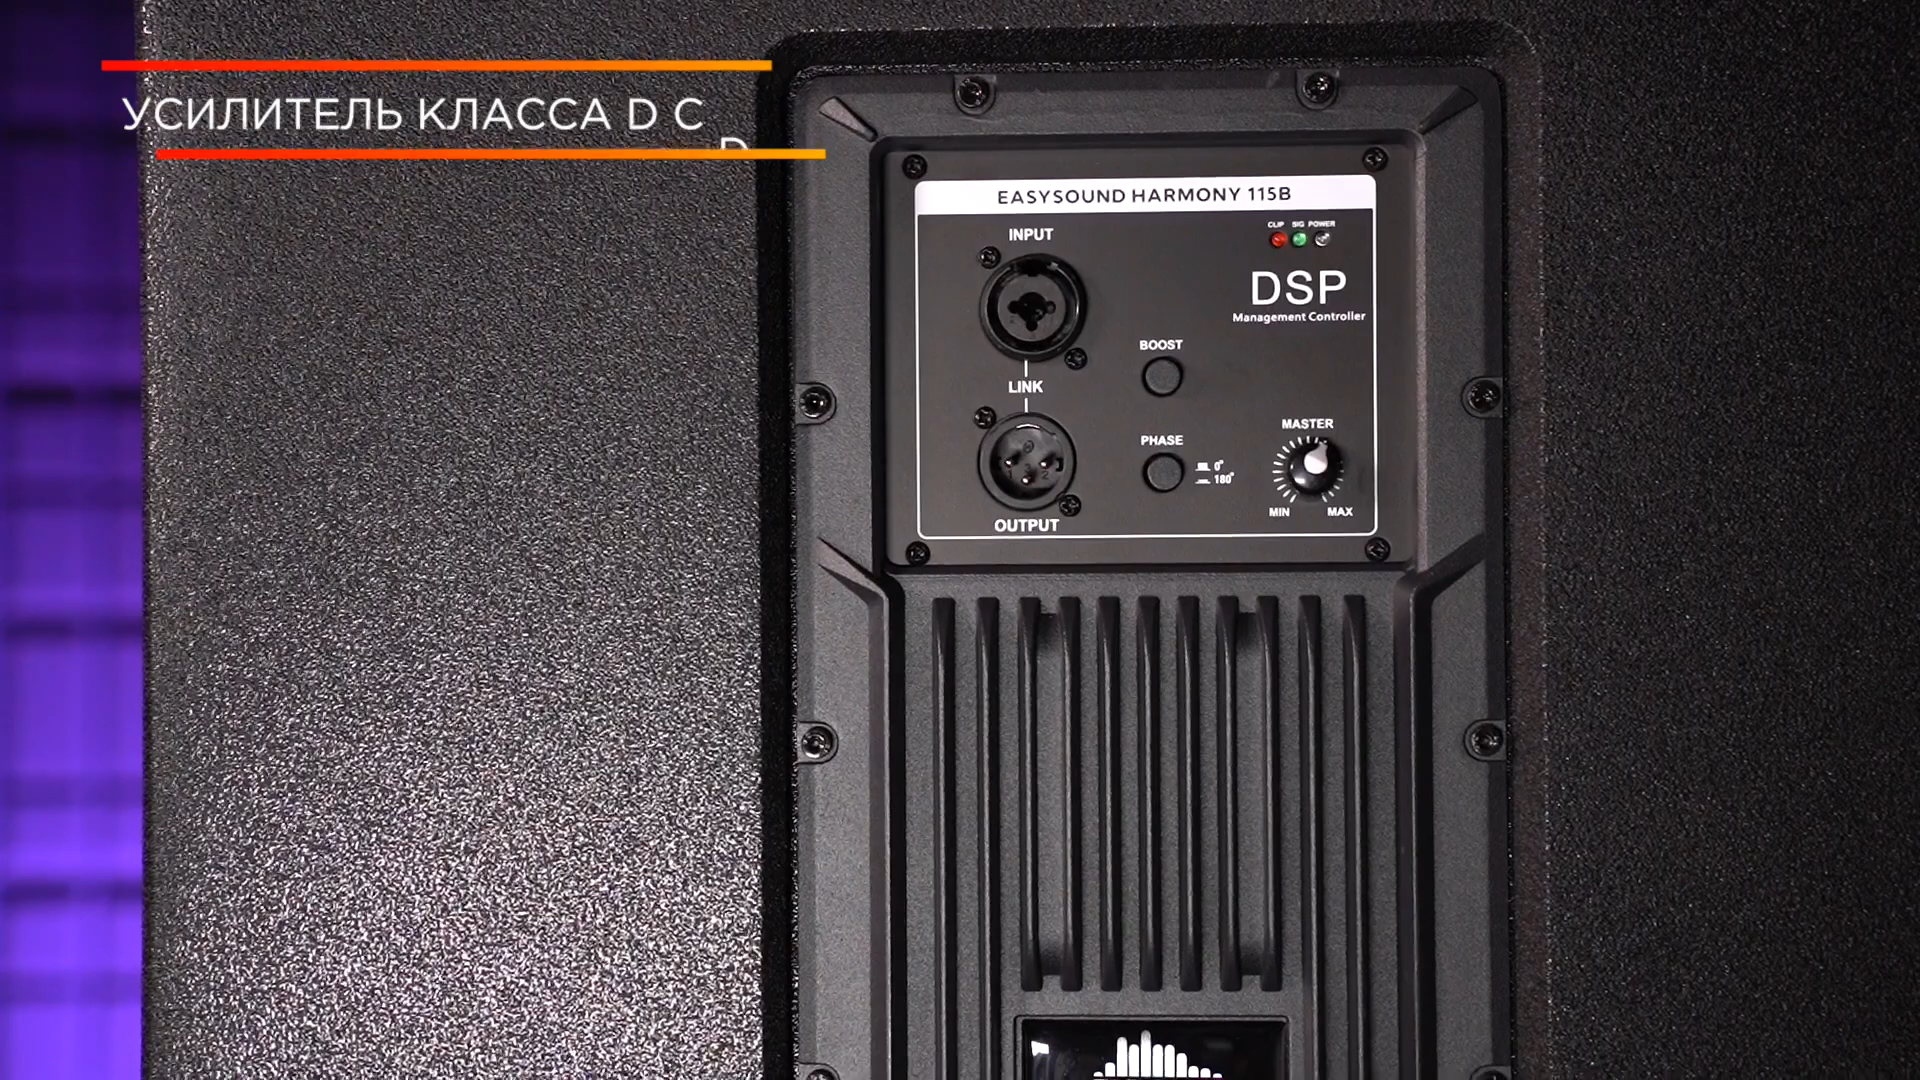 УСИЛИТЕЛЬ КЛАССА D С
EASYSOUND HARMONY 115B
INPUT
CLIP SIG POWER
DSP
Management Controller
BOOST
LINK
MASTER
PHASE
0°
180°
MIN MAX
OUTPUT